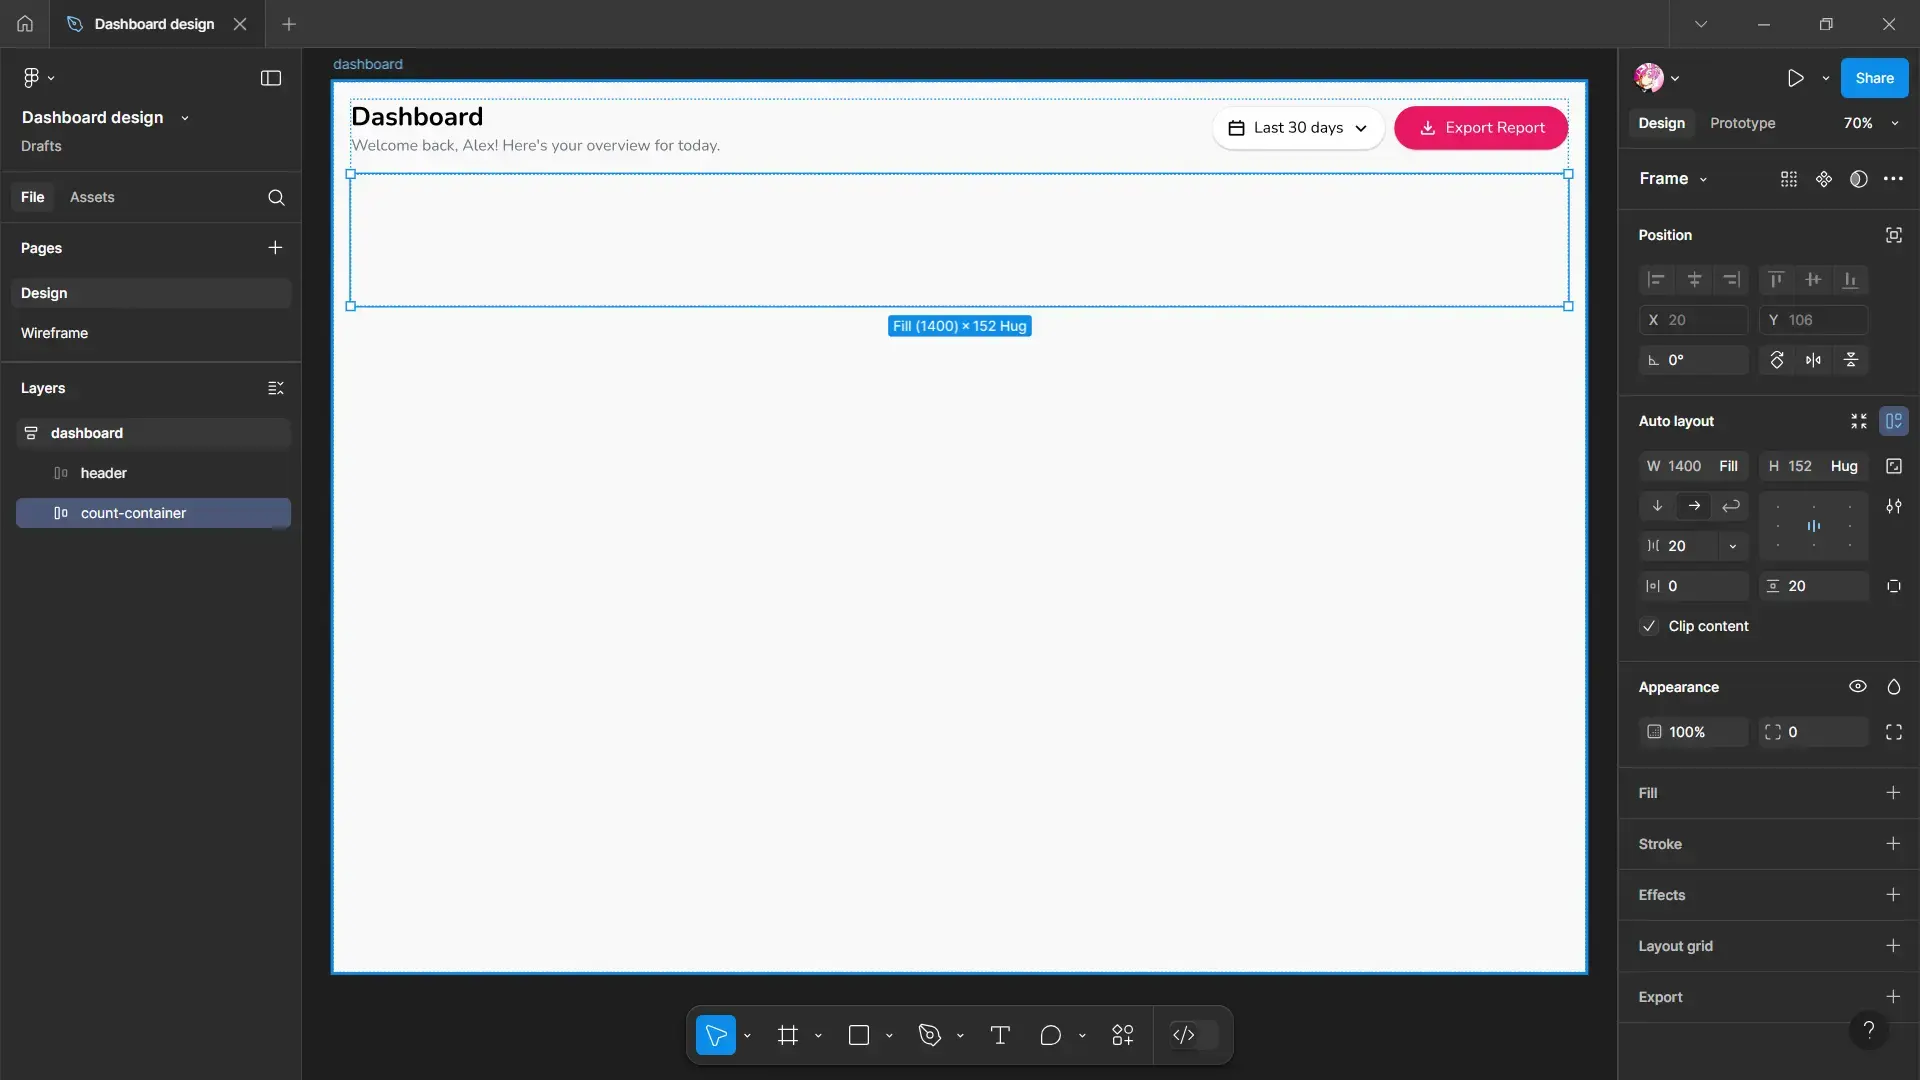 Dashboard design
Dashboard design
Drafts
File
Assets
Pages
Design
Wireframe
Layers
dashboard
header
count-container
dashboard
Dashboard
Welcome back, Alex! Here's your overview for today.
Last 30 days
Export Report
Fill (1400) × 152 Hug
Share
Design
Prototype
70%
Frame
Position
X 20
Y 106
0°
Auto layout
W 1400 Fill
H 152 Hug
20
0
20
Clip content
Appearance
100%
0
Fill
Stroke
Effects
Layout grid
Export
?